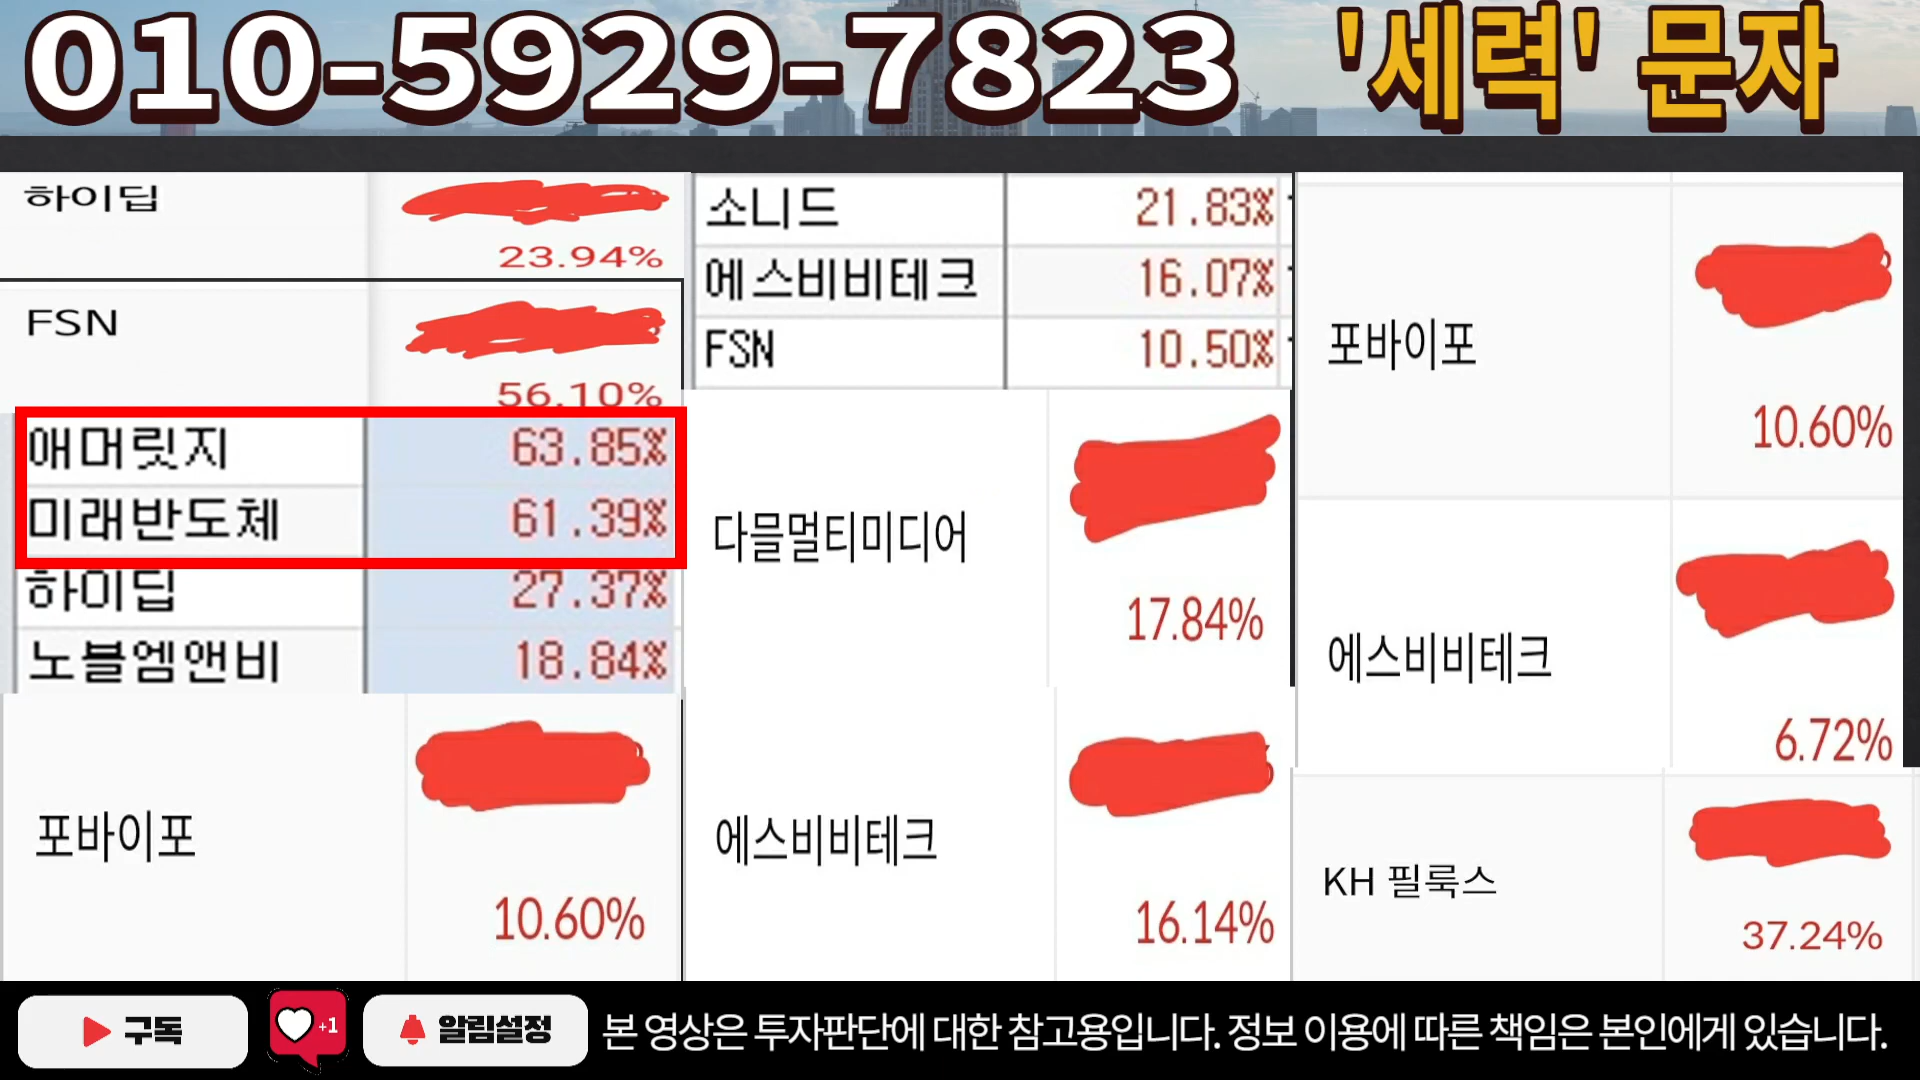 010-5929-7823 '세력' 문자
하이딥
23.94%
FSN
56.10%
애머릿지 63.85%
미래반도체 61.39%
하이딥 27.37%
노블엠앤비 18.84%
포바이포
10.60%
소니드 21.83%
에스비비테크 16.07%
FSN 10.50%
다믈멀티미디어
17.84%
에스비비테크
16.14%
포바이포
10.60%
에스비비테크
6.72%
KH 필룩스
37.24%
구독 +1 알림설정 본 영상은 투자판단에 대한 참고용입니다. 정보 이용에 따른 책임은 본인에게 있습니다.